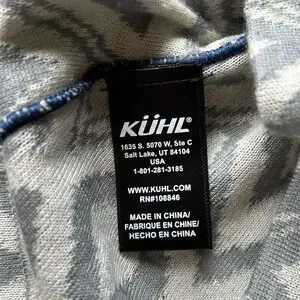 KÜHL®
1635 S. 5070 W, Ste C
Salt Lake, UT 84104
USA
1-801-281-3185
WWW.KUHL.COM
RN#108846
MADE IN CHINA/
FABRIQUE EN CHINE/
HECHO EN CHINA